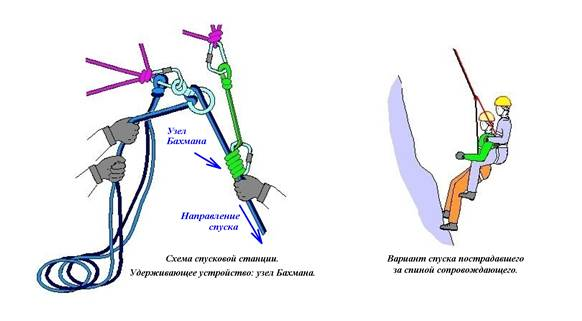 Узел
Бахмана
Направление
спуска
Схема спусковой станции.
Удерживающее устройство: узел Бахмана.
Вариант спуска пострадавшего
за спиной сопровождающего.